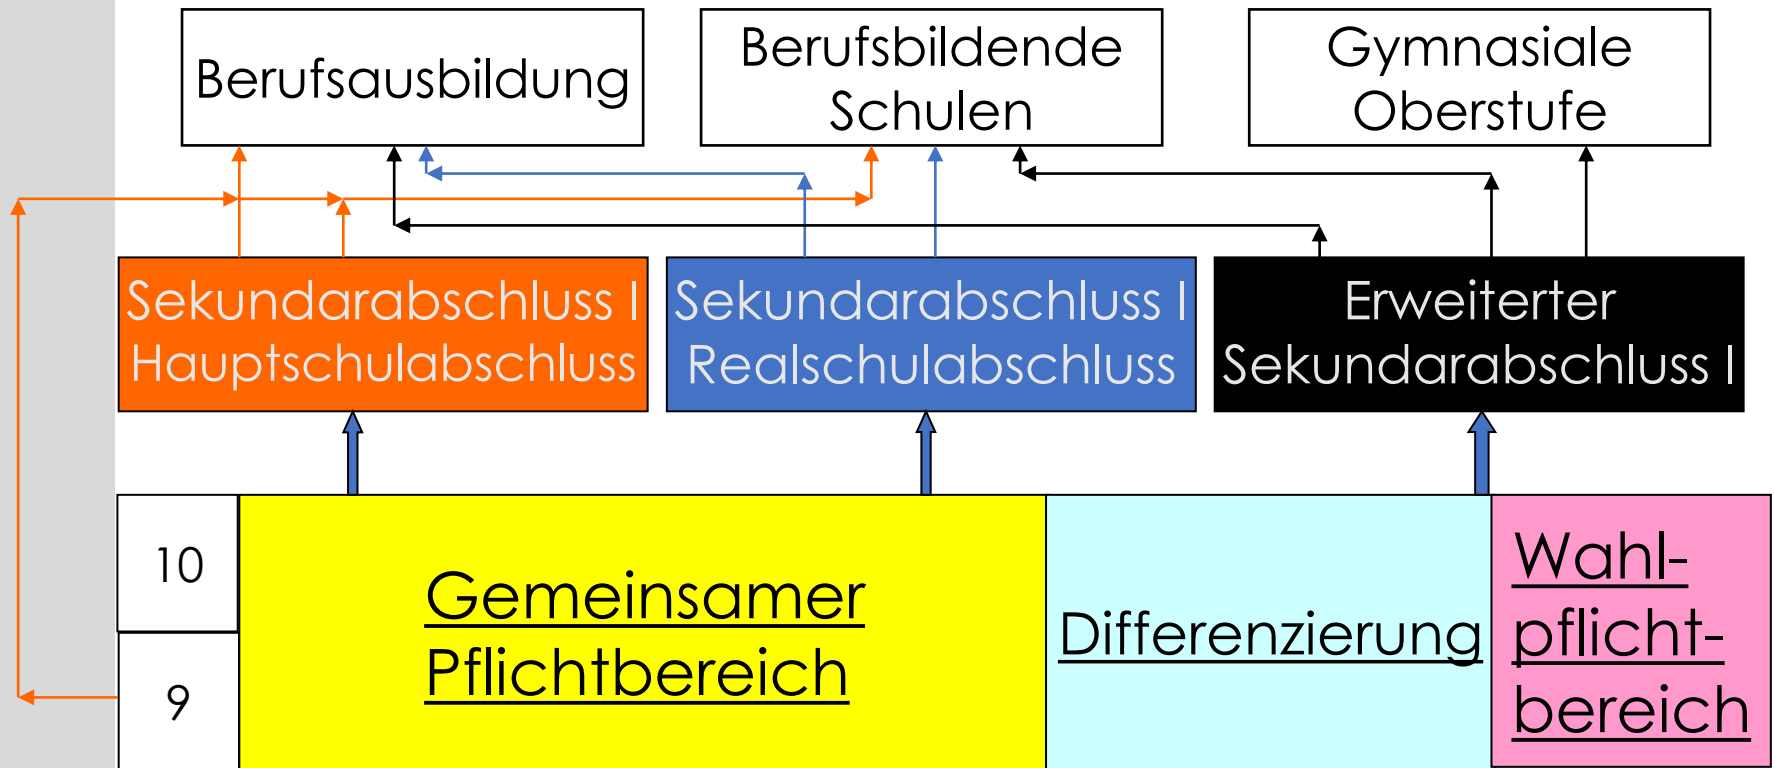 Berufsausbildung
Berufsbildende
Schulen
Gymnasiale
Oberstufe
Sekundarabschluss I
Hauptschulabschluss
Sekundarabschluss I
Realschulabschluss
Erweiterter
Sekundarabschluss I
10
9
Gemeinsamer
Pflichtbereich
Differenzierung
Wahl-
pflicht-
bereich